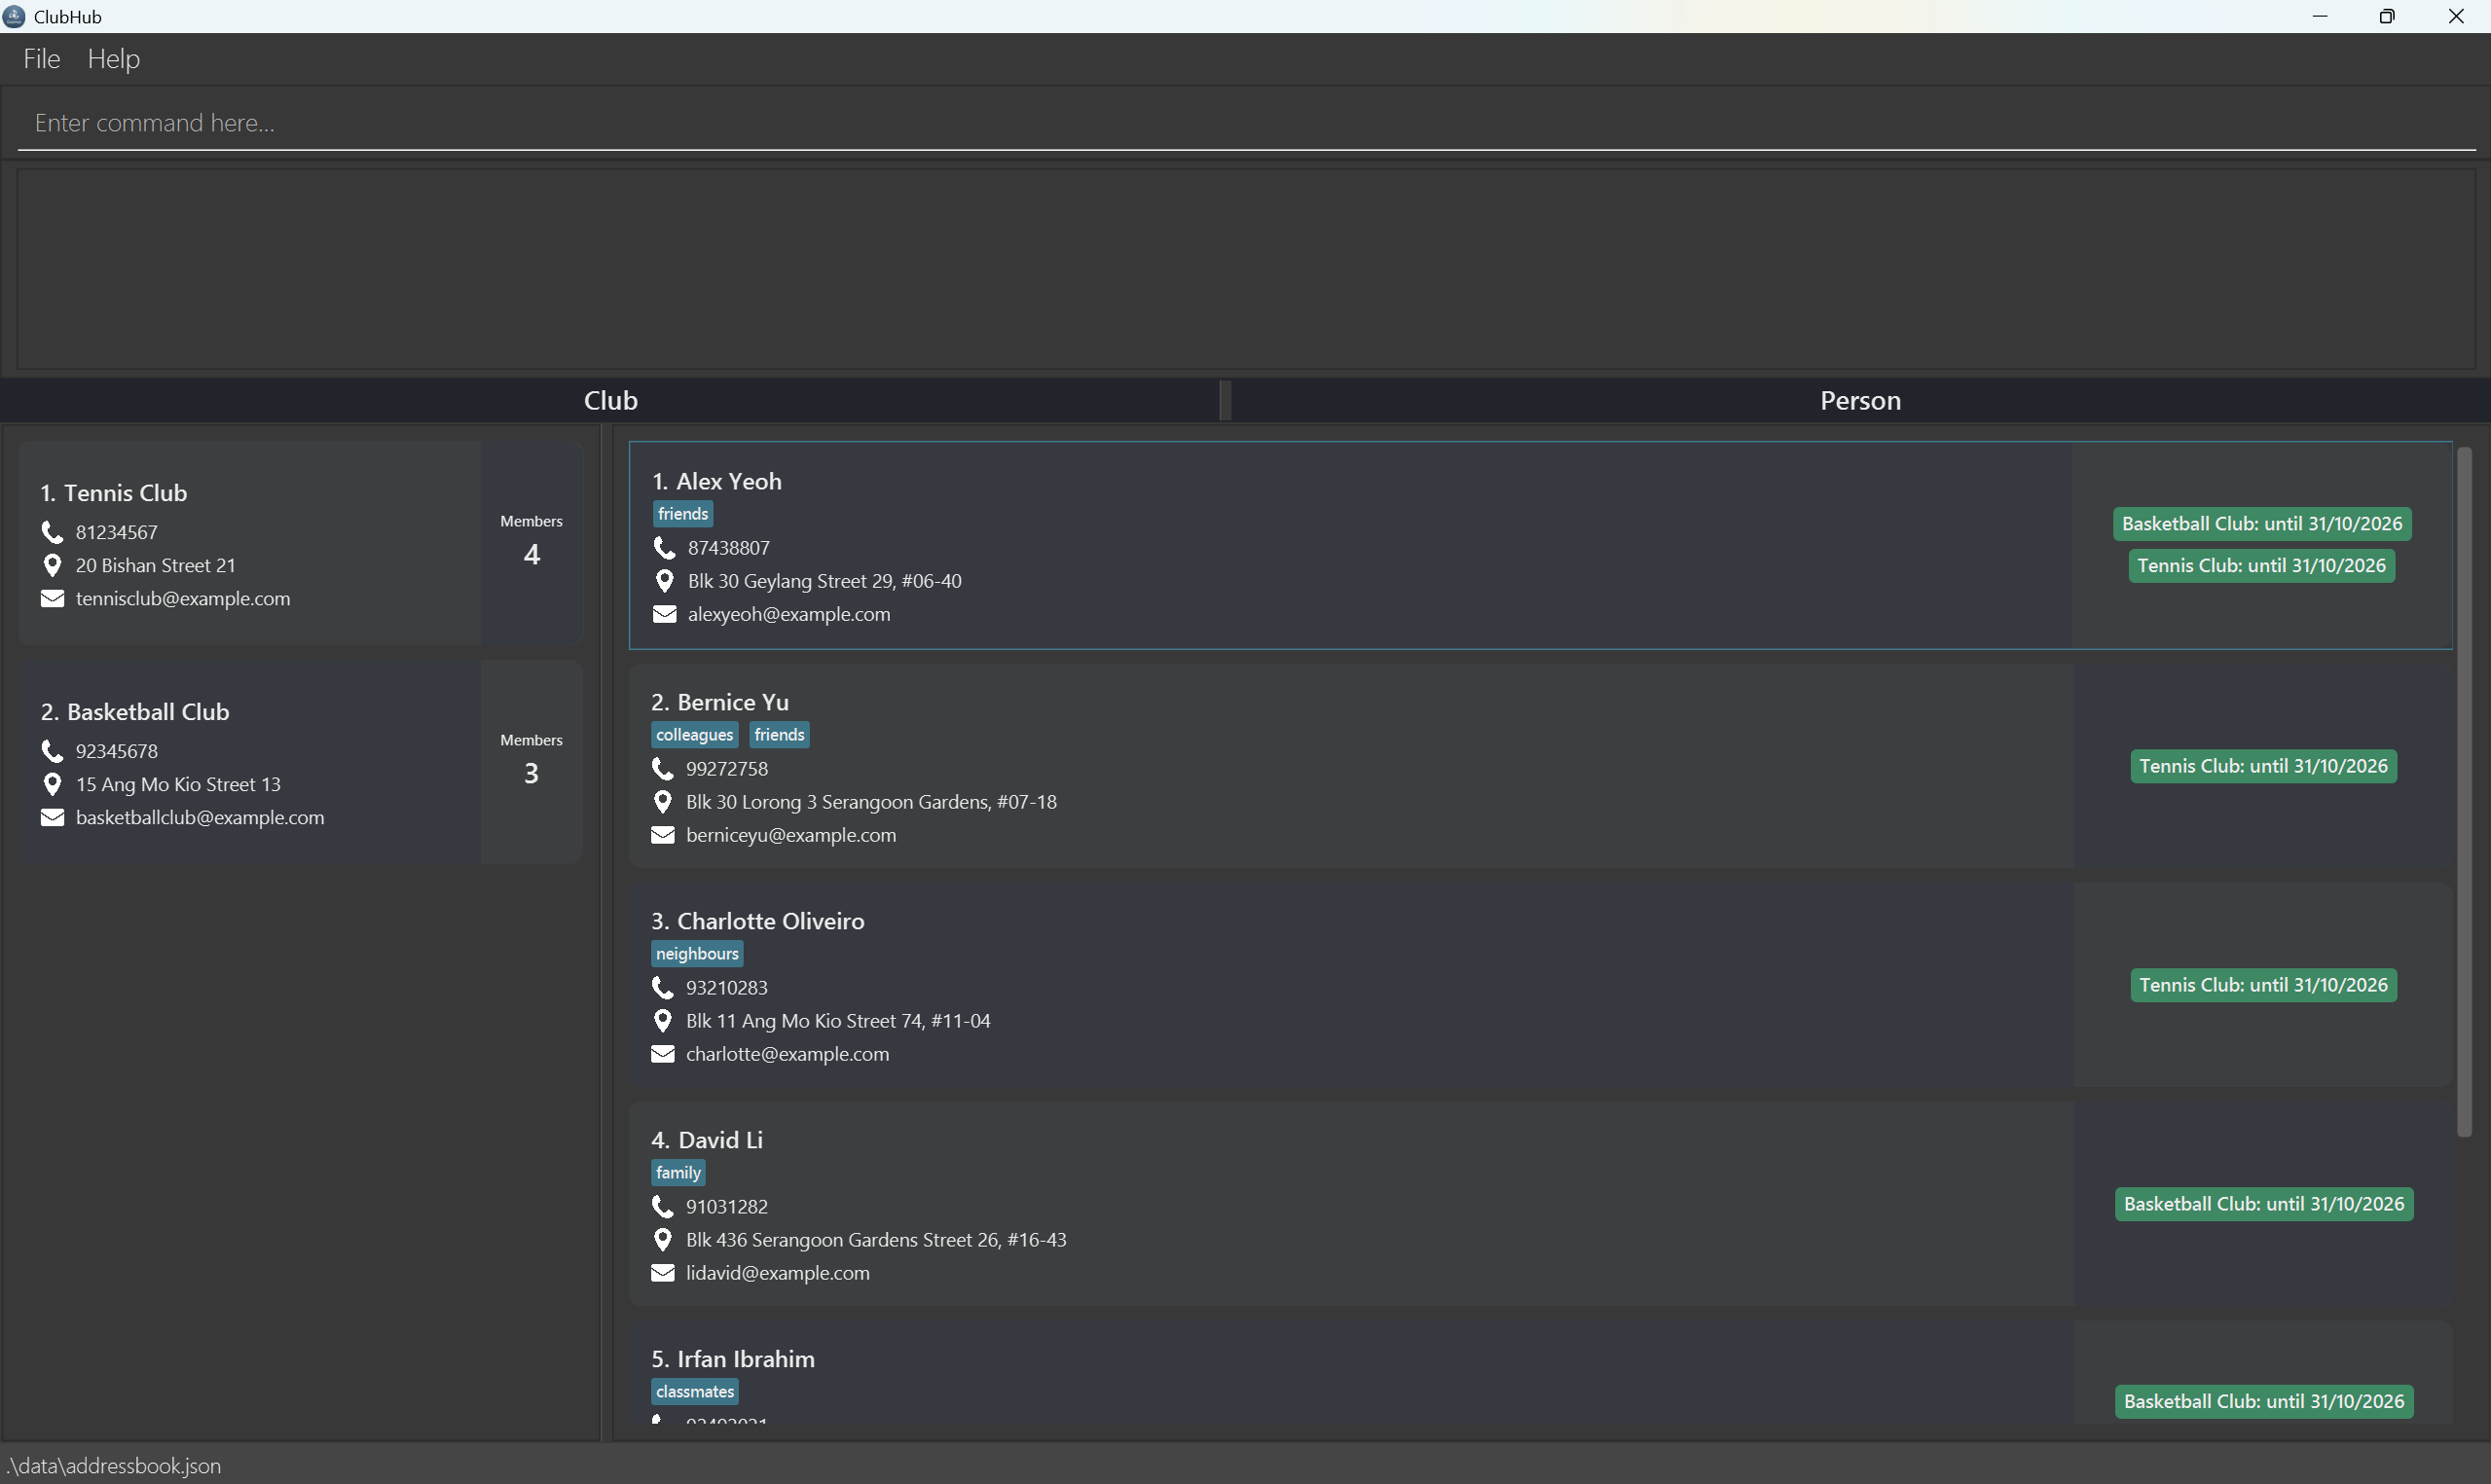 ClubHub
File Help
Enter command here...
Club
Person
1. Tennis Club
81234567
20 Bishan Street 21
tennisclub@example.com
Members
4
2. Basketball Club
92345678
15 Ang Mo Kio Street 13
basketballclub@example.com
Members
3
1. Alex Yeoh
friends
87438807
Blk 30 Geylang Street 29, #06-40
alexyeoh@example.com
Basketball Club: until 31/10/2026
Tennis Club: until 31/10/2026
2. Bernice Yu
colleagues friends
99272758
Blk 30 Lorong 3 Serangoon Gardens, #07-18
berniceyu@example.com
Tennis Club: until 31/10/2026
3. Charlotte Oliveiro
neighbours
93210283
Blk 11 Ang Mo Kio Street 74, #11-04
charlotte@example.com
Tennis Club: until 31/10/2026
4. David Li
family
91031282
Blk 436 Serangoon Gardens Street 26, #16-43
lidavid@example.com
Basketball Club: until 31/10/2026
5. Irfan Ibrahim
classmates
Basketball Club: until 31/10/2026
.\data\addressbook.json